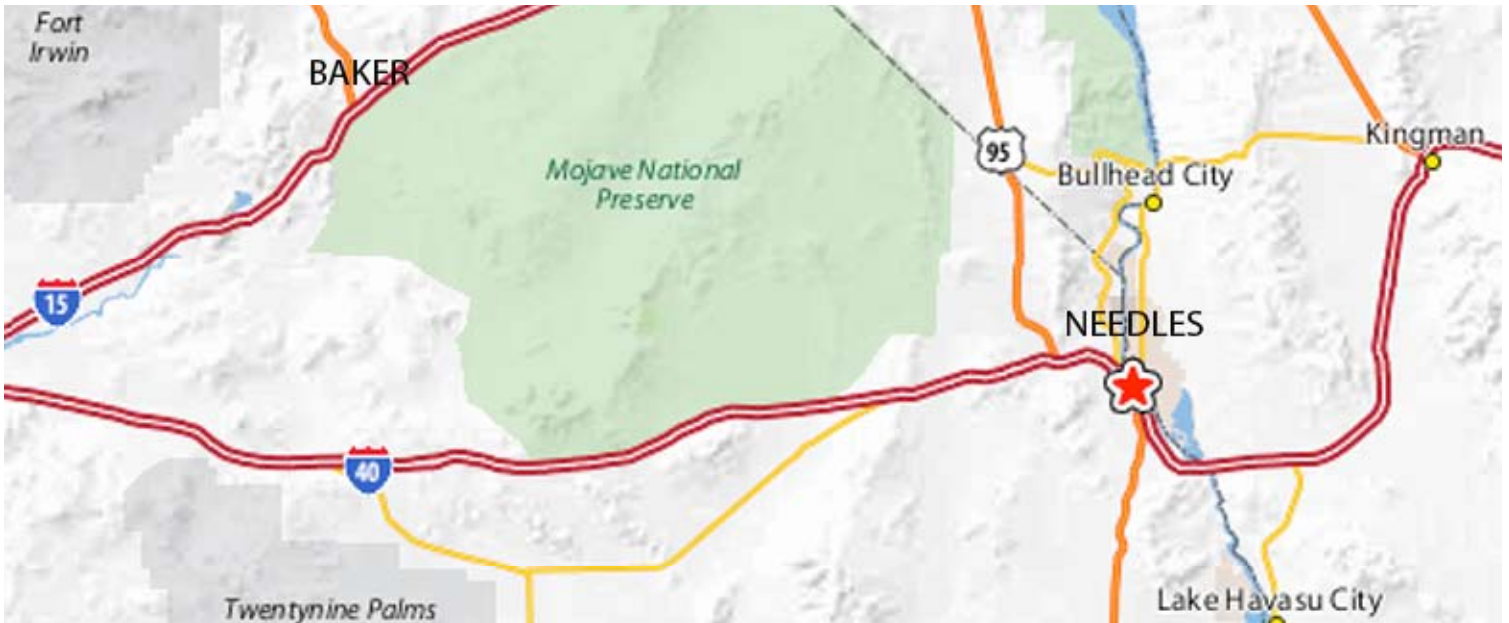 Fort
Irwin
BAKER
Mojave National
Preserve
95
Bullhead City
Kingman
15
NEEDLES
40
Twentynine Palms
Lake Havasu City